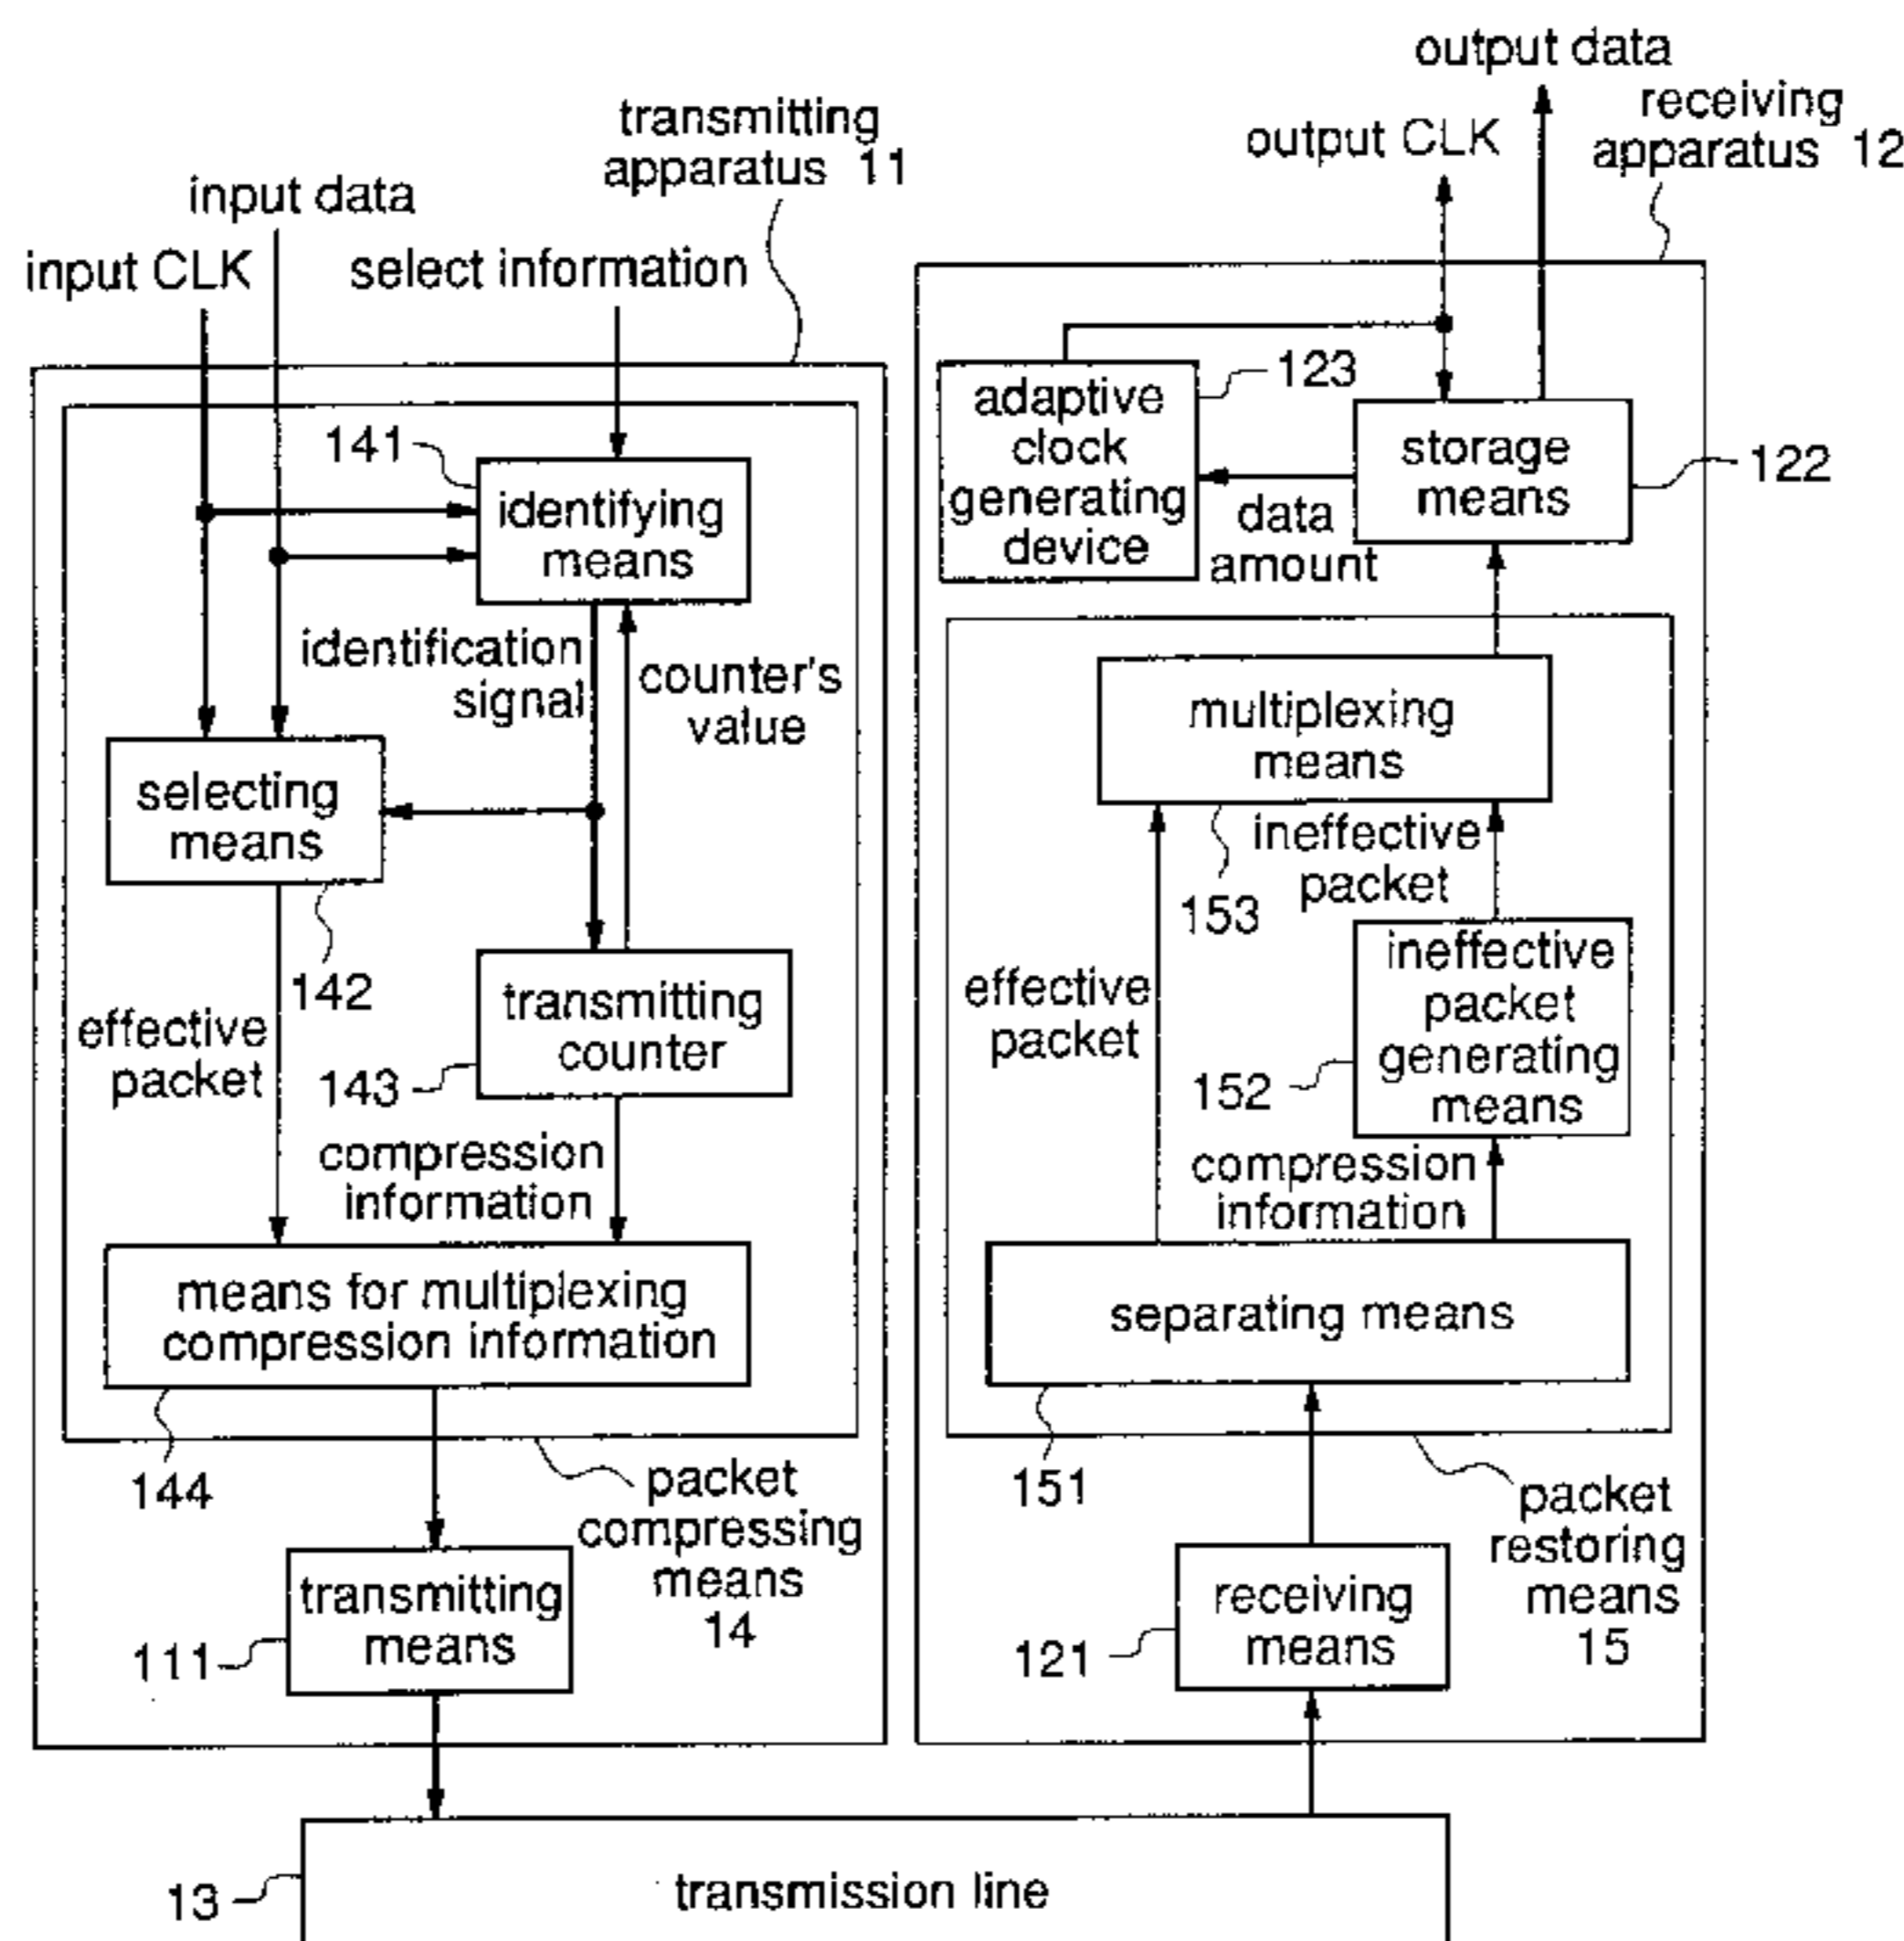 output data
receiving
apparatus 12
output CLK
transmitting
apparatus 11
input data
input CLK
select information
141
identifying
means
identification
signal
counter's
value
selecting
means
142
effective
packet
transmitting
counter
143
compression
information
means for multiplexing
compression information
144
packet
compressing
means
14
transmitting
means
111
adaptive
clock
generating
device
123
storage
means
122
data
amount
multiplexing
means
153
ineffective
packet
effective
packet
ineffective
packet
generating
means
152
compression
information
separating means
151
packet
restoring
means
15
receiving
means
121
13
transmission line